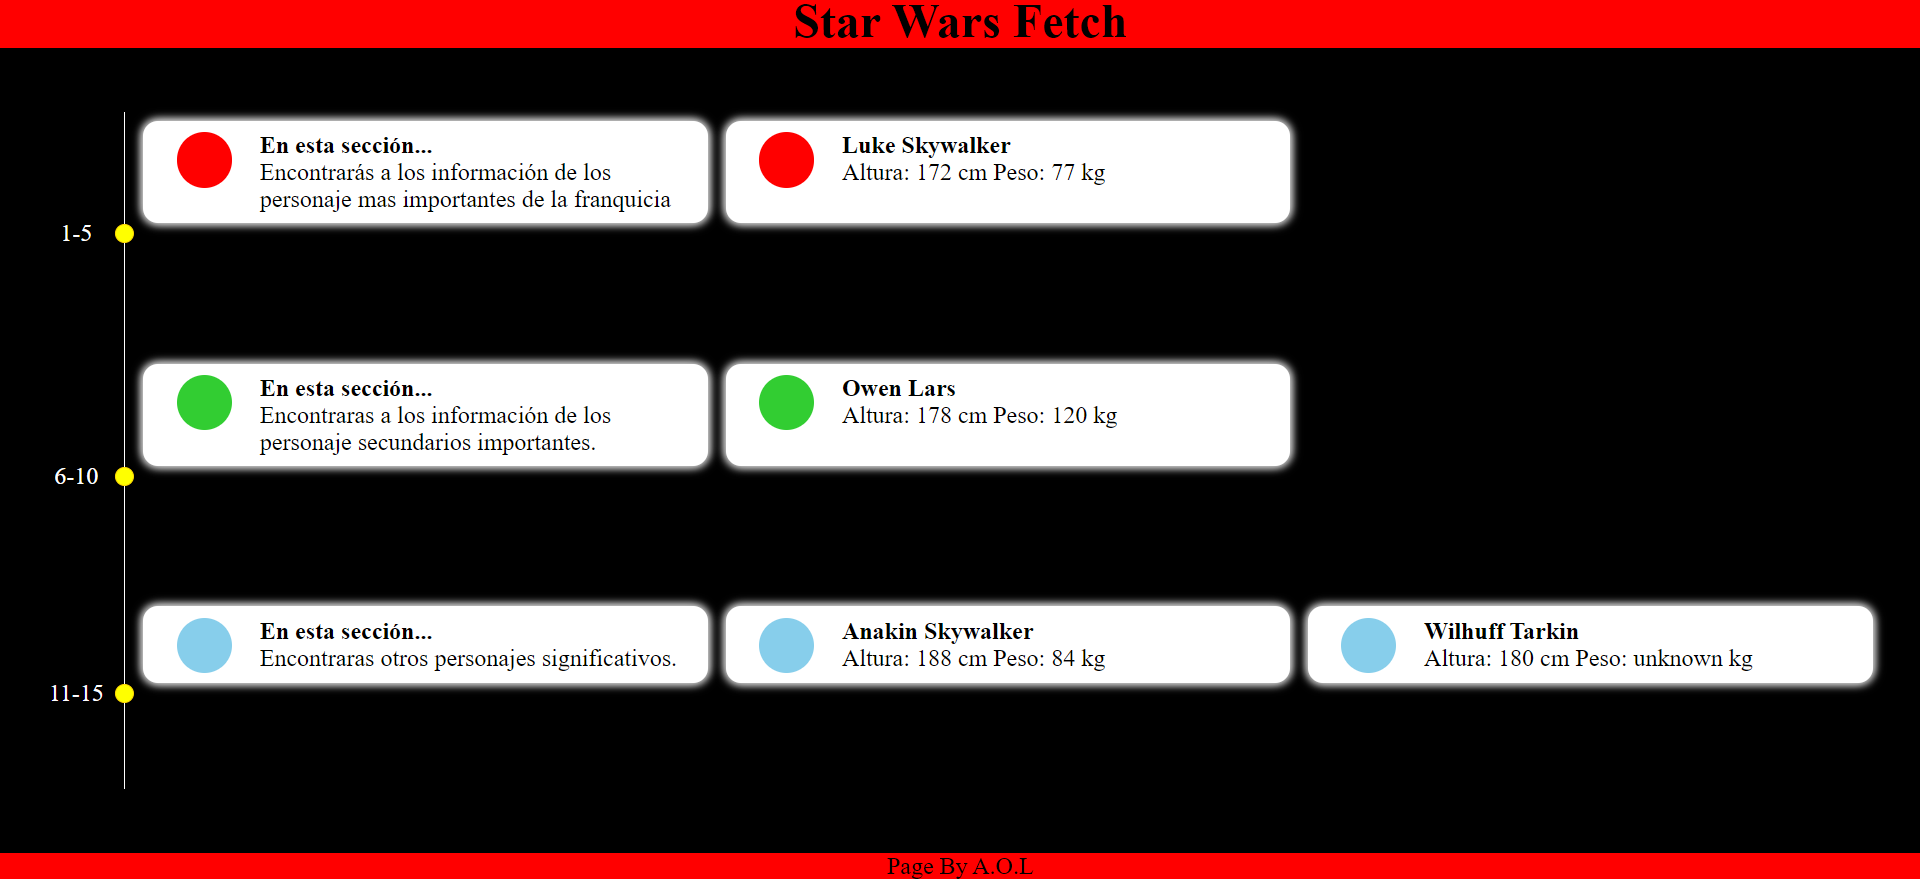 Star Wars Fetch
En esta sección...
Encontrarás a los información de los
personaje mas importantes de la franquicia
Luke Skywalker
Altura: 172 cm Peso: 77 kg
1-5
En esta sección...
Encontraras a los información de los
personaje secundarios importantes.
Owen Lars
Altura: 178 cm Peso: 120 kg
6-10
En esta sección...
Encontraras otros personajes significativos.
Anakin Skywalker
Altura: 188 cm Peso: 84 kg
Wilhuff Tarkin
Altura: 180 cm Peso: unknown kg
11-15
Page By A.O.L